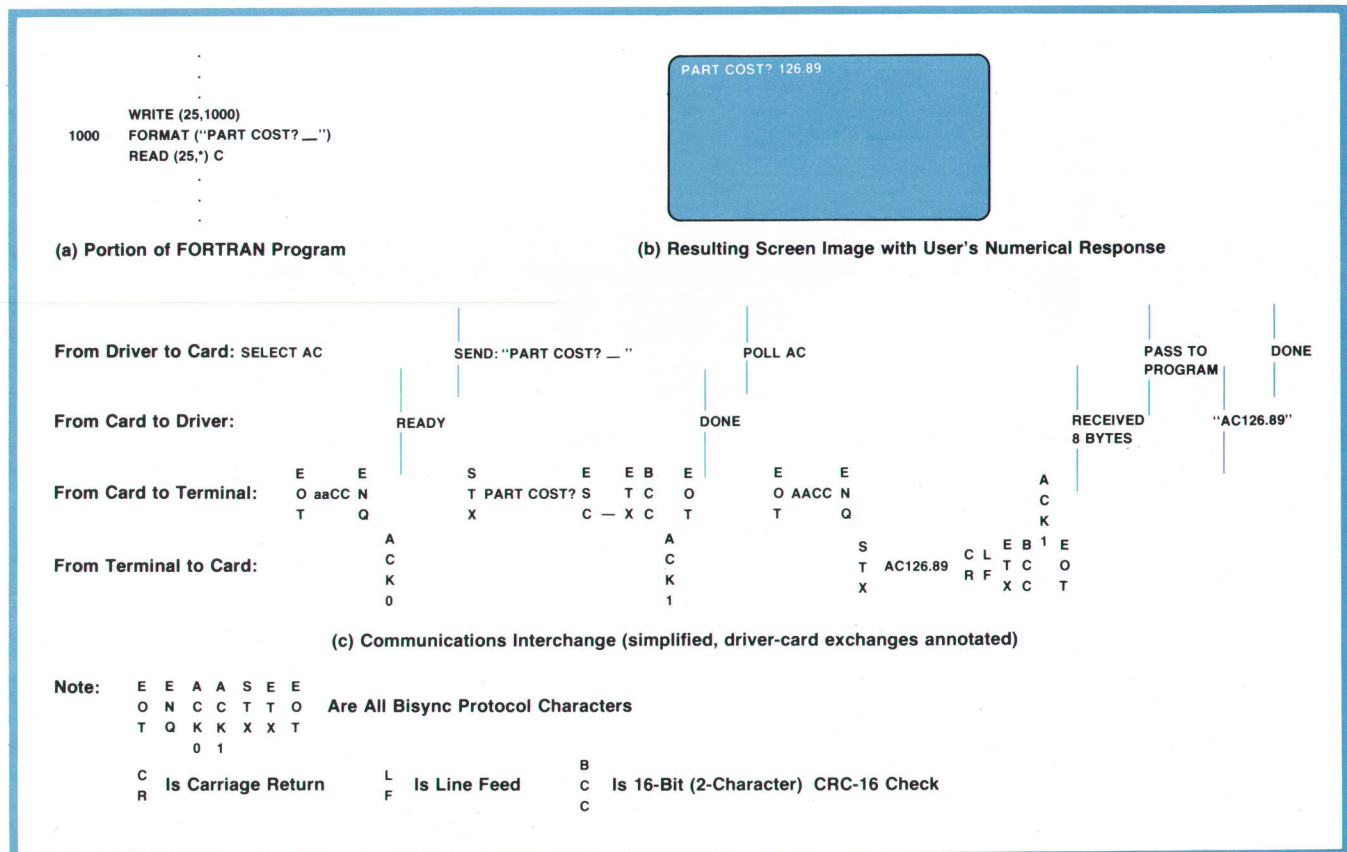 WRITE (25,1000)
1000 FORMAT ("PART COST? __")
READ (25,*) C
(a) Portion of FORTRAN Program
PART COST? 126.89
(b) Resulting Screen Image with User's Numerical Response
From Driver to Card: SELECT AC SEND: "PART COST? __ " POLL AC PASS TO PROGRAM DONE
From Card to Driver: READY DONE RECEIVED 8 BYTES "AC126.89"
From Card to Terminal: EOT aaCC ENQ STX PART COST? ESC — ETX BCC EOT EOT AACC ENQ ACK1
From Terminal to Card: ACK0 ACK1 STX AC126.89 CR LF ETX BCC EOT
(c) Communications Interchange (simplified, driver-card exchanges annotated)
Note: EOT ENQ ACK0 ACK1 STX ETX EOT Are All Bisync Protocol Characters
CR Is Carriage Return LF Is Line Feed BCC Is 16-Bit (2-Character) CRC-16 Check